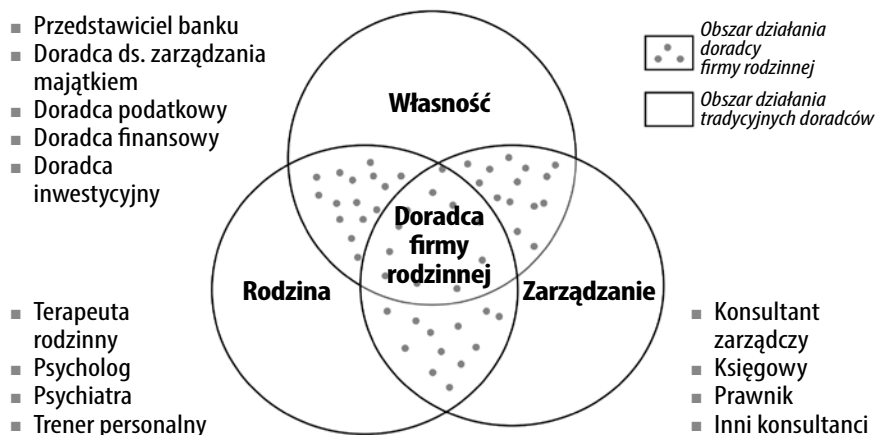 ■ Przedstawiciel banku
■ Doradca ds. zarządzania
majątkiem
■ Doradca podatkowy
■ Doradca finansowy
■ Doradca
inwestycyjny
Obszar działania
doradcy
firmy rodzinnej
Obszar działania
tradycyjnych doradców
Własność
Doradca
firmy
rodzinnej
Rodzina
Zarządzanie
■ Terapeuta
rodzinny
■ Psycholog
■ Psychiatra
■ Trener personalny
■ Konsultant
zarządczy
■ Księgowy
■ Prawnik
■ Inni konsultanci